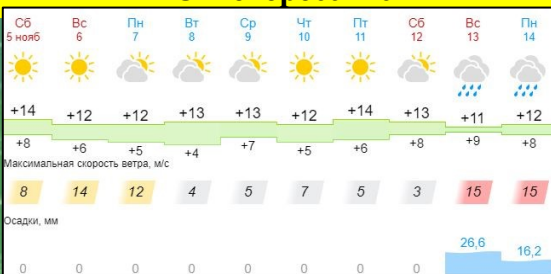 Сб Вс Пн Вт Ср Чт Пт Сб Вс Пн
5 нояб 6 7 8 9 10 11 12 13 14
+14 +12 +12 +13 +13 +12 +14 +13 +11 +12
+8 +6 +5 +4 +7 +5 +6 +8 +9 +8
Максимальная скорость ветра, м/с
8 14 12 4 5 7 5 3 15 15
Осадки, мм
0 0 0 0 0 0 0 0 26,6 16,2